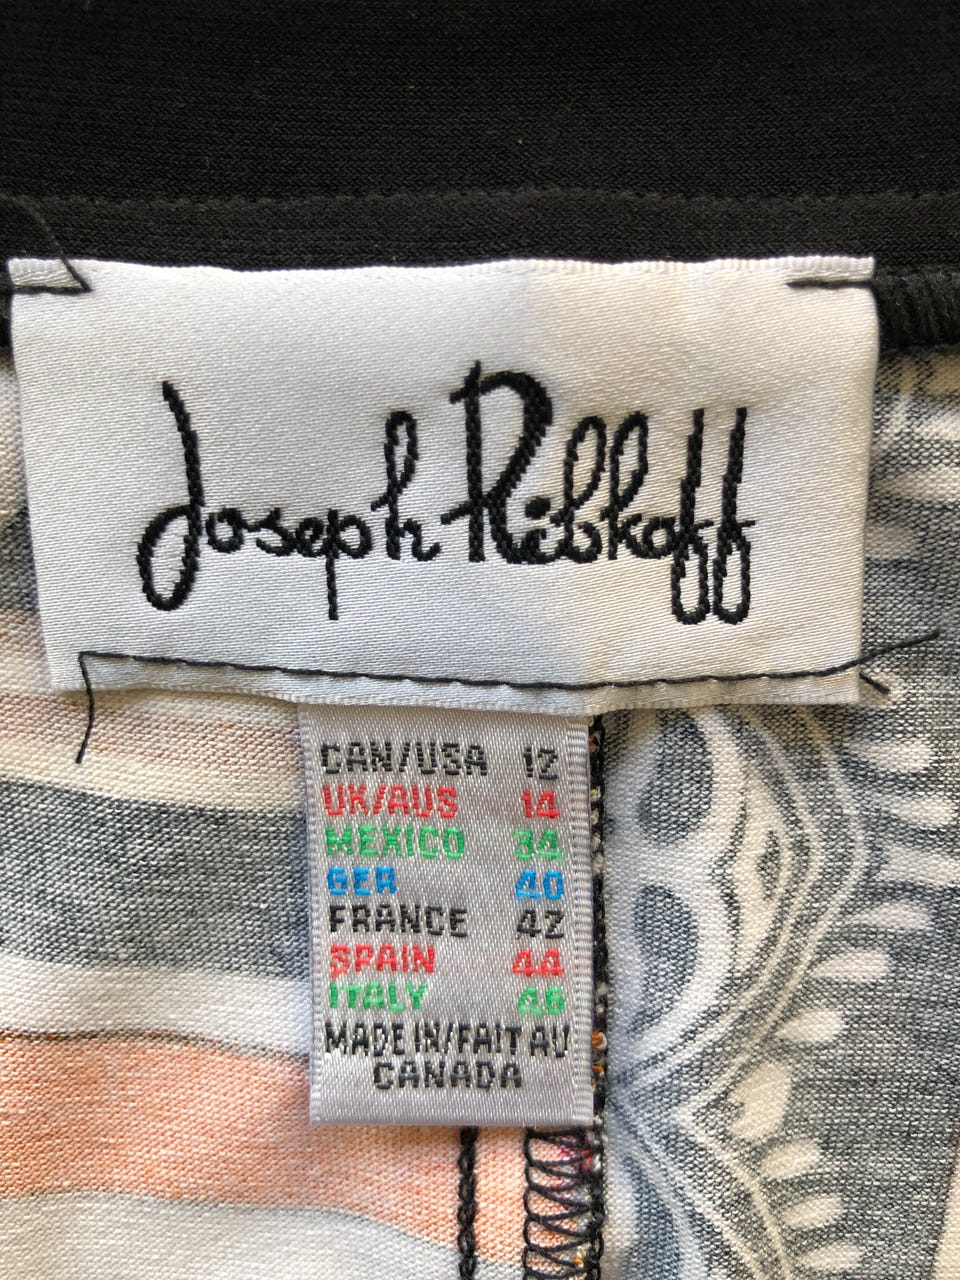 Joseph Ribkoff
CAN/USA 12
UK/AUS 14
MEXICO 34
GER 40
FRANCE 42
SPAIN 44
ITALY 46
MADE IN/FAIT AU
CANADA